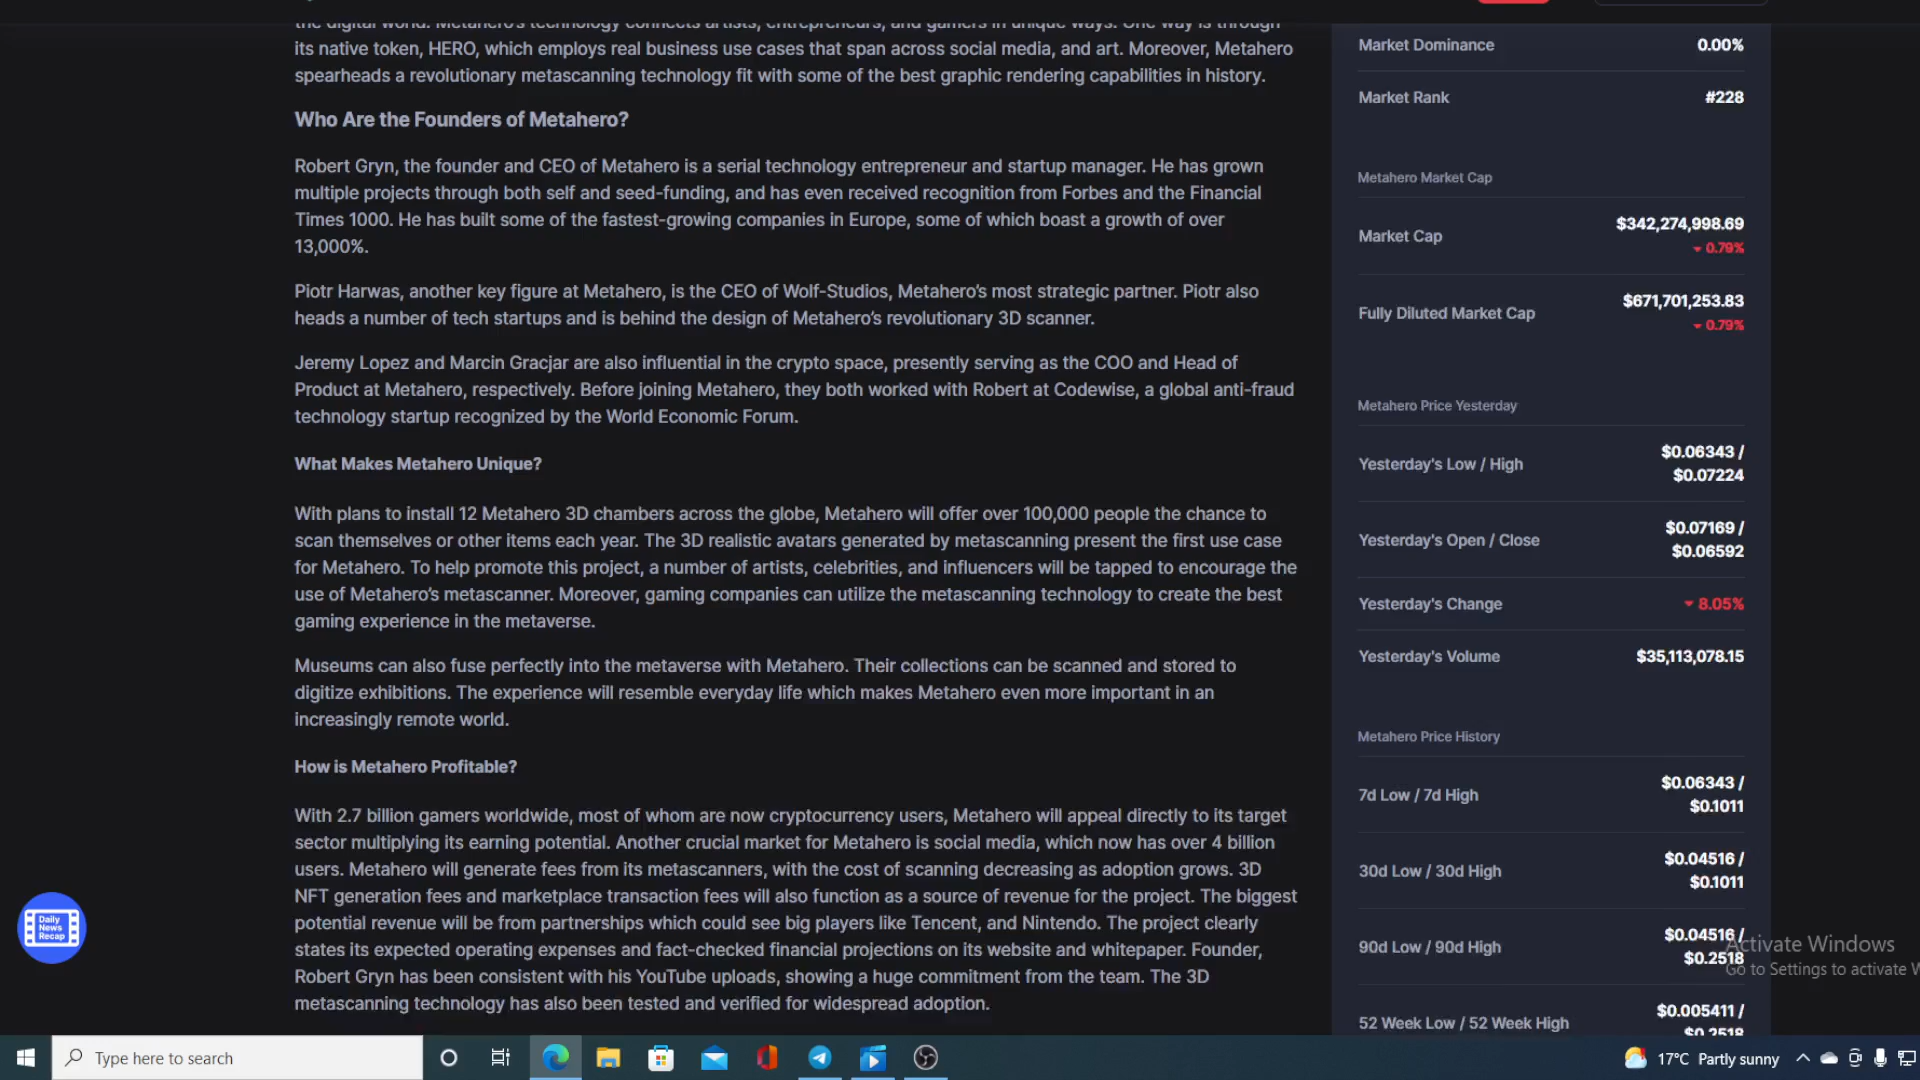 the digital world. Metahero's technology connects artists, entrepreneurs, and gamers in unique ways. One way is through
its native token, HERO, which employs real business use cases that span across social media, and art. Moreover, Metahero
spearheads a revolutionary metascanning technology fit with some of the best graphic rendering capabilities in history.
Who Are the Founders of Metahero?
Robert Gryn, the founder and CEO of Metahero is a serial technology entrepreneur and startup manager. He has grown
multiple projects through both self and seed-funding, and has even received recognition from Forbes and the Financial
Times 1000. He has built some of the fastest-growing companies in Europe, some of which boast a growth of over
13,000%.
Piotr Harwas, another key figure at Metahero, is the CEO of Wolf-Studios, Metahero's most strategic partner. Piotr also
heads a number of tech startups and is behind the design of Metahero's revolutionary 3D scanner.
Jeremy Lopez and Marcin Gracjar are also influential in the crypto space, presently serving as the COO and Head of
Product at Metahero, respectively. Before joining Metahero, they both worked with Robert at Codewise, a global anti-fraud
technology startup recognized by the World Economic Forum.
What Makes Metahero Unique?
With plans to install 12 Metahero 3D chambers across the globe, Metahero will offer over 100,000 people the chance to
scan themselves or other items each year. The 3D realistic avatars generated by metascanning present the first use case
for Metahero. To help promote this project, a number of artists, celebrities, and influencers will be tapped to encourage the
use of Metahero's metascanner. Moreover, gaming companies can utilize the metascanning technology to create the best
gaming experience in the metaverse.
Museums can also fuse perfectly into the metaverse with Metahero. Their collections can be scanned and stored to
digitize exhibitions. The experience will resemble everyday life which makes Metahero even more important in an
increasingly remote world.
How is Metahero Profitable?
With 2.7 billion gamers worldwide, most of whom are now cryptocurrency users, Metahero will appeal directly to its target
sector multiplying its earning potential. Another crucial market for Metahero is social media, which now has over 4 billion
users. Metahero will generate fees from its metascanners, with the cost of scanning decreasing as adoption grows. 3D
NFT generation fees and marketplace transaction fees will also function as a source of revenue for the project. The biggest
potential revenue will be from partnerships which could see big players like Tencent, and Nintendo. The project clearly
states its expected operating expenses and fact-checked financial projections on its website and whitepaper. Founder,
Robert Gryn has been consistent with his YouTube uploads, showing a huge commitment from the team. The 3D
metascanning technology has also been tested and verified for widespread adoption.
Market Dominance 0.00%
Market Rank #228
Metahero Market Cap
Market Cap $342,274,998.69
0.79%
Fully Diluted Market Cap $671,701,253.83
0.79%
Metahero Price Yesterday
Yesterday's Low / High $0.06343 /
$0.07224
Yesterday's Open / Close $0.07169 /
$0.06592
Yesterday's Change 8.05%
Yesterday's Volume $35,113,078.15
Metahero Price History
7d Low / 7d High $0.06343 /
$0.1011
30d Low / 30d High $0.04516 /
$0.1011
90d Low / 90d High $0.04516 /
$0.2518
52 Week Low / 52 Week High $0.005411 /
$0.2518
Activate Windows
Go to Settings to activate W
Daily
News
Recap
Type here to search
17°C Partly sunny